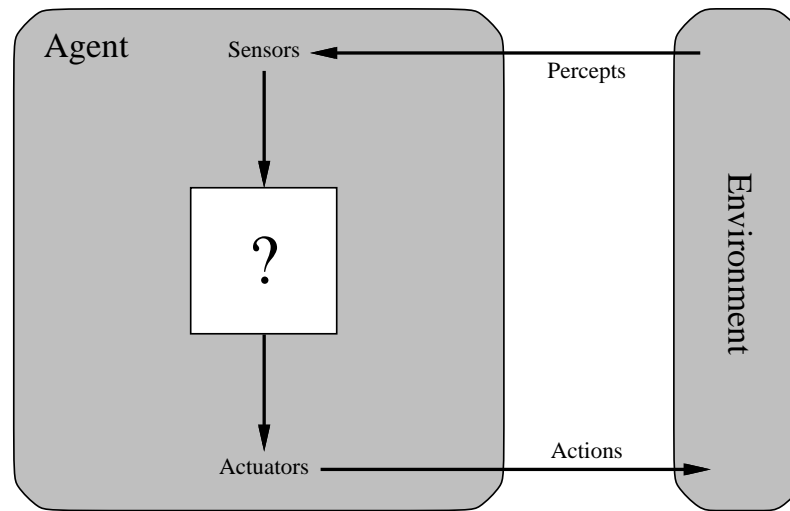 Agent
Sensors
Percepts
?
Environment
Actuators
Actions